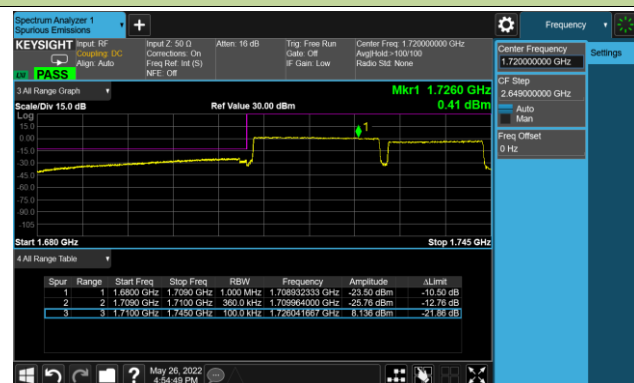 Spectrum Analyzer 1
Spurious Emissions
Frequency
KEYSIGHT Input: RF Input Z: 50 Ω Atten: 16 dB Trig: Free Run Center Freq: 1.720000000 GHz
Coupling: DC Corrections: On Gate: Off Avg|Hold:>100/100
Align: Auto Freq Ref: Int (S) IF Gain: Low Radio Std: None
NFE: Off
PASS
Center Frequency
1.720000000 GHz
Settings
CF Step
2.649000000 GHz
Auto
Man
Freq Offset
0 Hz
3 All Range Graph
Mkr1 1.7260 GHz
Scale/Div 15.0 dB Ref Value 30.00 dBm 0.41 dBm
Log
15.0
0.00
-15.0
-30.0
-45.0
-60.0
-75.0
-90.0
-105
1
Start 1.680 GHz Stop 1.745 GHz
4 All Range Table
Spur Range Start Freq Stop Freq RBW Frequency Amplitude ΔLimit
1 1 1.6800 GHz 1.7090 GHz 1.000 MHz 1.708932333 GHz -23.50 dBm -10.50 dB
2 2 1.7090 GHz 1.7100 GHz 360.0 kHz 1.709964000 GHz -25.76 dBm -12.76 dB
3 3 1.7100 GHz 1.7450 GHz 100.0 kHz 1.726041667 GHz 8.136 dBm -21.86 dB
May 26, 2022
4:54:49 PM